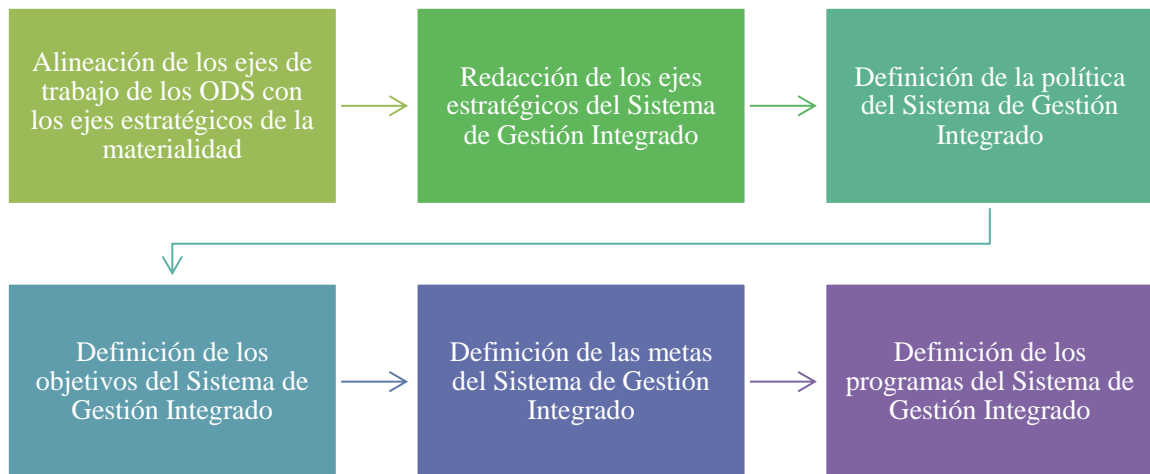 Alineación de los ejes de
trabajo de los ODS con
los ejes estratégicos de la
materialidad
Redacción de los ejes
estratégicos del Sistema
de Gestión Integrado
Definición de la política
del Sistema de Gestión
Integrado
Definición de los
objetivos del Sistema de
Gestión Integrado
Definición de las metas
del Sistema de Gestión
Integrado
Definición de los
programas del Sistema de
Gestión Integrado